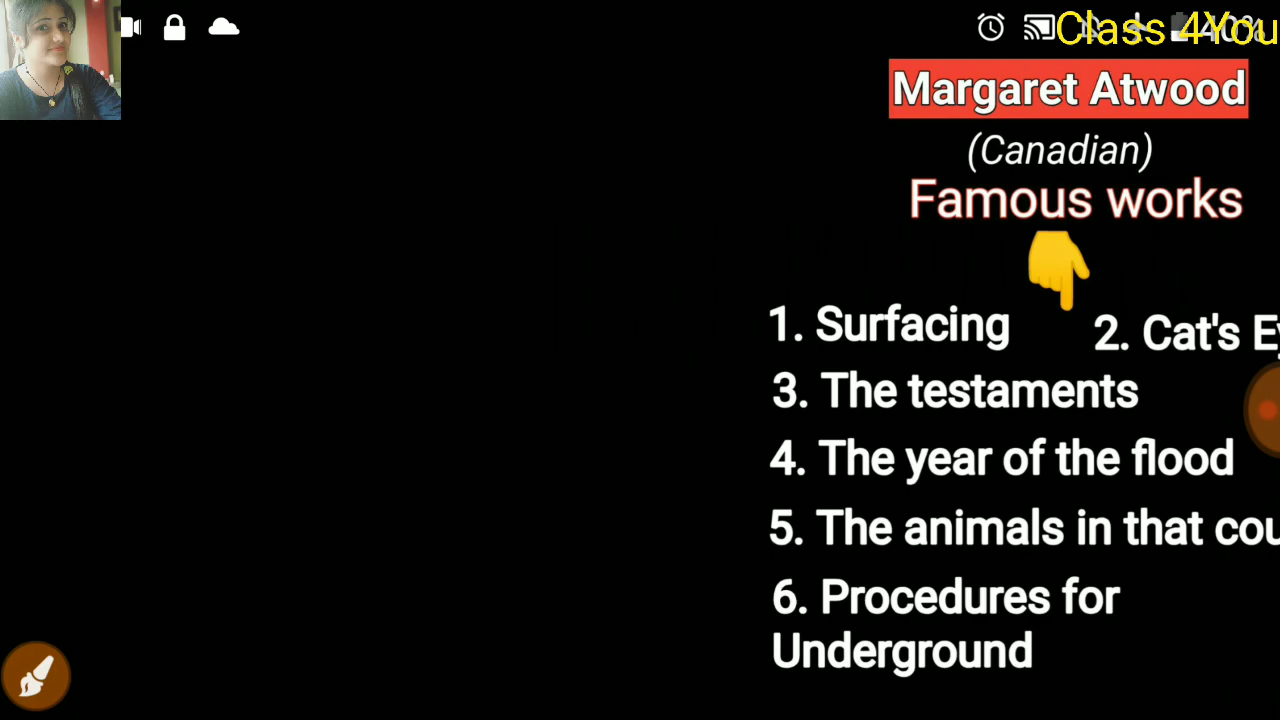 Class 4You
40%
Margaret Atwood
(Canadian)
Famous works
1. Surfacing
2. Cat's
3. The testaments
4. The year of the flood
5. The animals in that
6. Procedures for
Underground